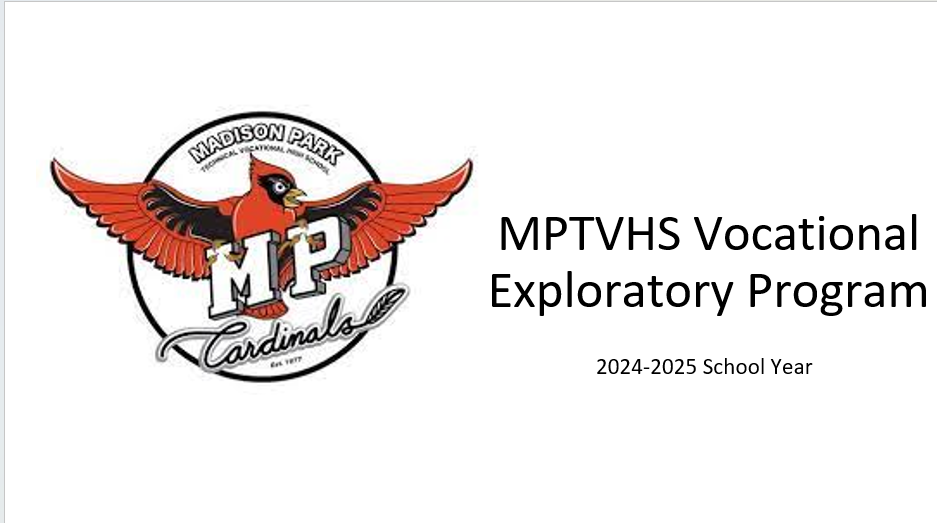 MADISON PARK
TECHNICAL VOCATIONAL HIGH SCHOOL
MP
Cardinals
Est. 1977
MPTVHS Vocational
Exploratory Program
2024-2025 School Year